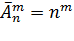 Ā_n^m = n^m